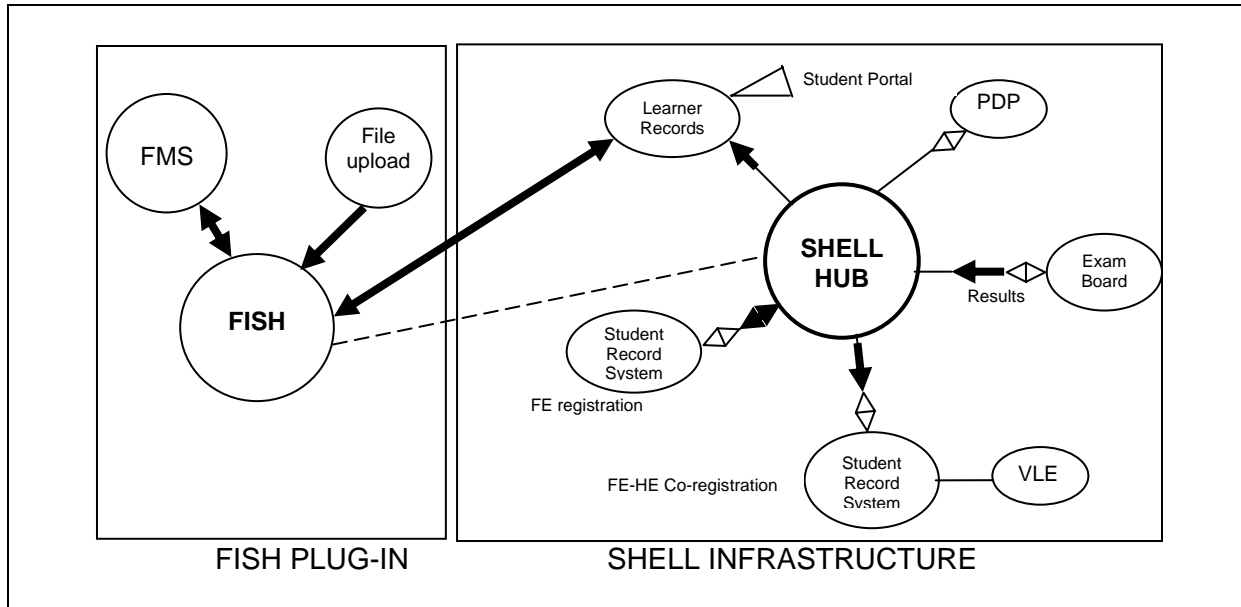 FMS
File
upload
FISH
Learner
Records
Student Portal
PDP
SHELL
HUB
Exam
Board
Results
Student
Record
System
FE registration
Student
Record
System
FE-HE Co-registration
VLE
FISH PLUG-IN
SHELL INFRASTRUCTURE